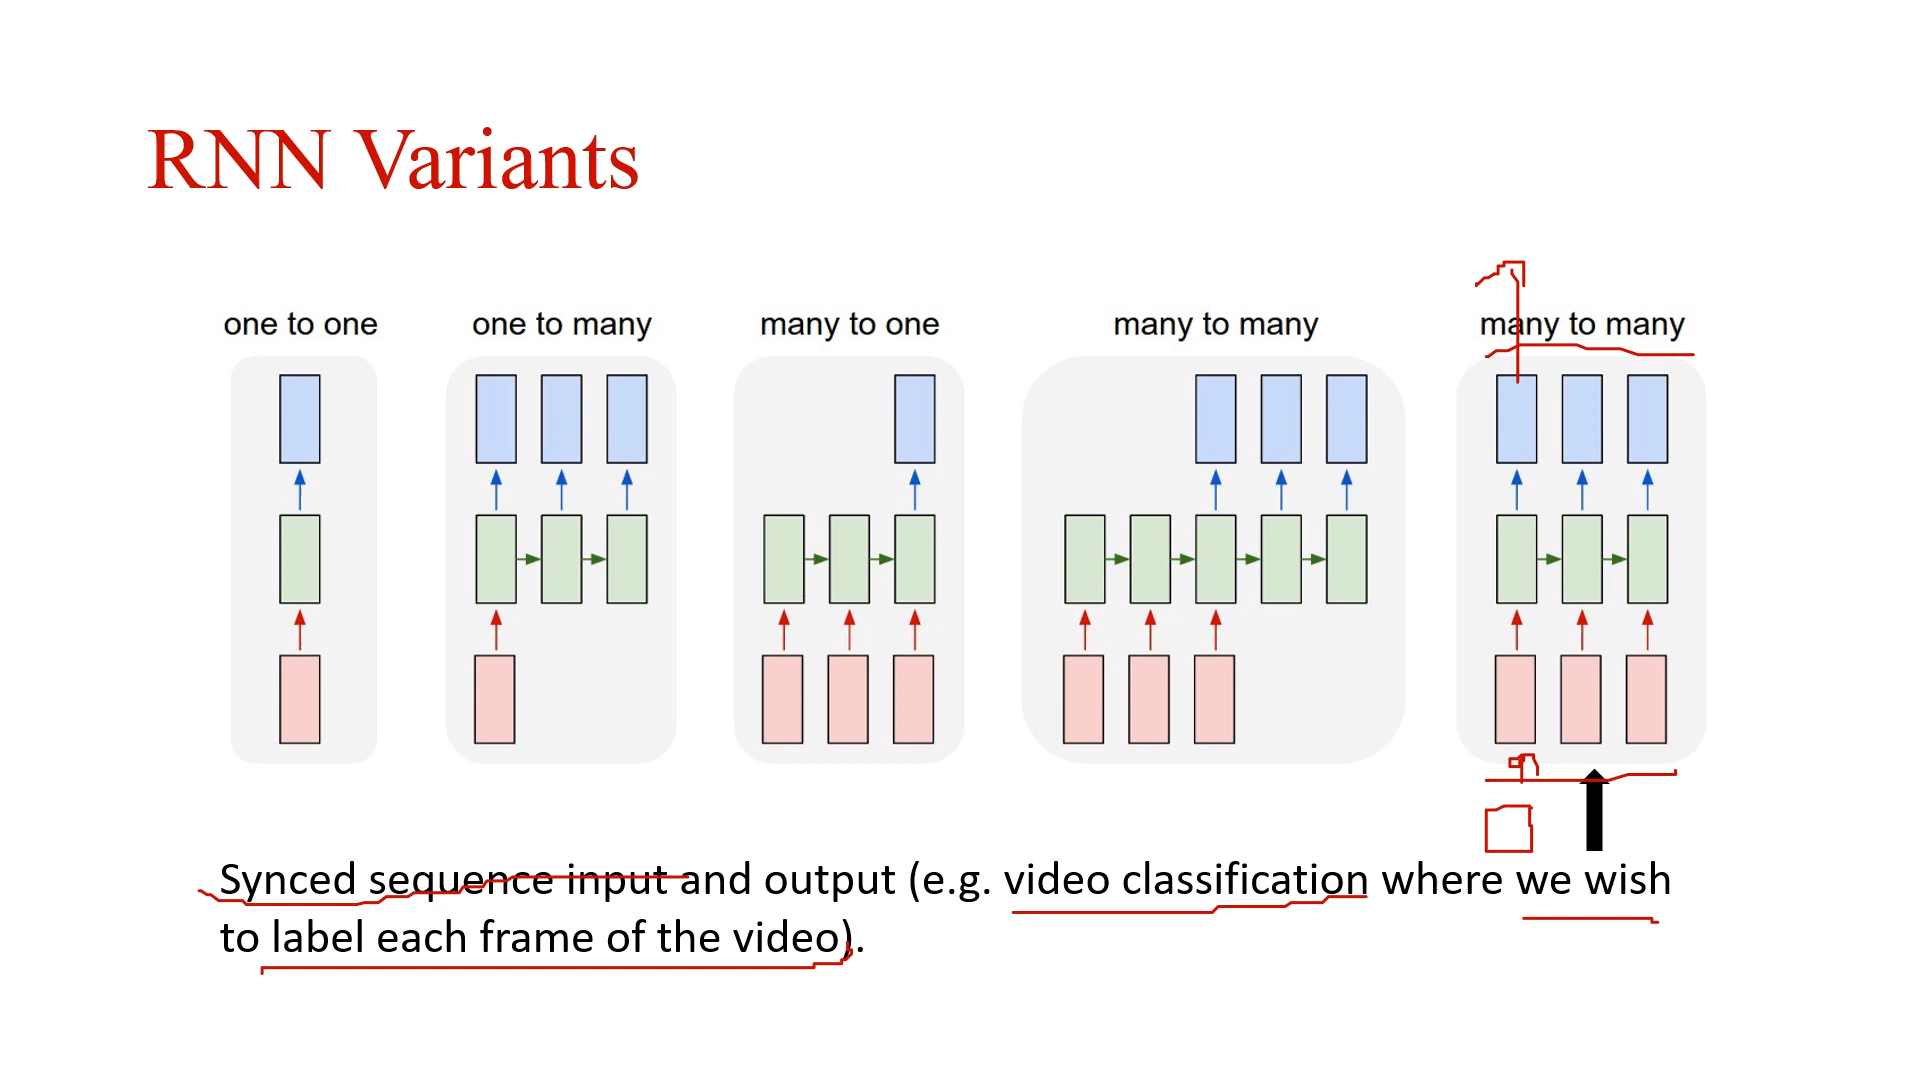 RNN Variants
one to one
one to many
many to one
many to many
many to many
Synced sequence input and output (e.g. video classification where we wish
to label each frame of the video).